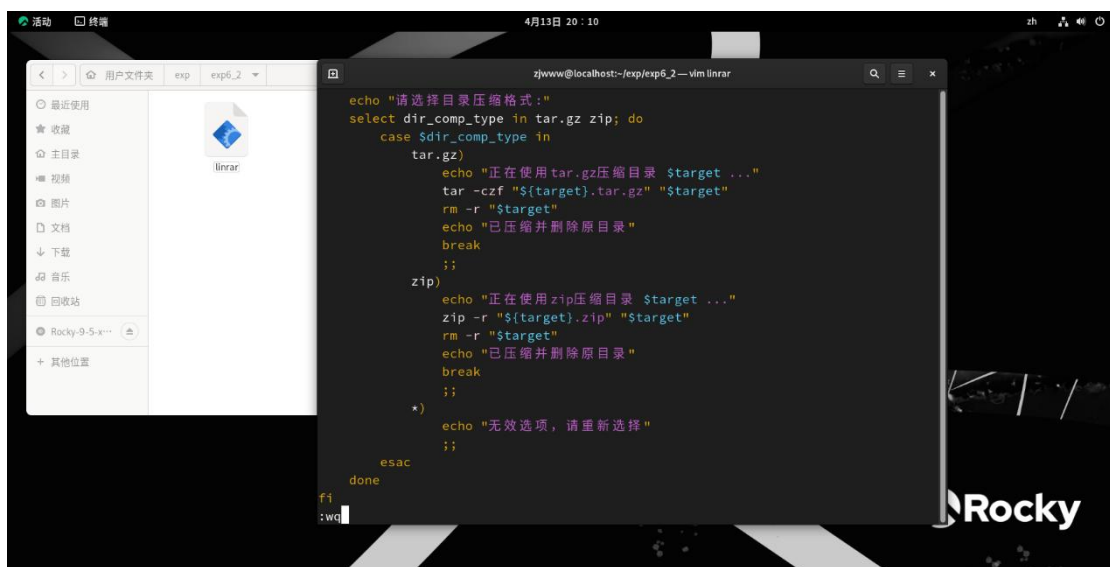 活动 终端 4月13日 20：10 zh
用户文件夹 exp exp6_2
最近使用
收藏
主目录
视频
图片
文档
下载
音乐
回收站
Rocky-9-5-x…
+ 其他位置
linrar
zjwww@localhost:~/exp/exp6_2 — vim linrar
echo "请选择目录压缩格式:"
select dir_comp_type in tar.gz zip; do
case $dir_comp_type in
tar.gz)
echo "正在使用tar.gz压缩目录 $target ..."
tar -czf "${target}.tar.gz" "$target"
rm -r "$target"
echo "已压缩并删除原目录"
break
;;
zip)
echo "正在使用zip压缩目录 $target ..."
zip -r "${target}.zip" "$target"
rm -r "$target"
echo "已压缩并删除原目录"
break
;;
*)
echo "无效选项，请重新选择"
;;
esac
done
fi
:wq
Rocky